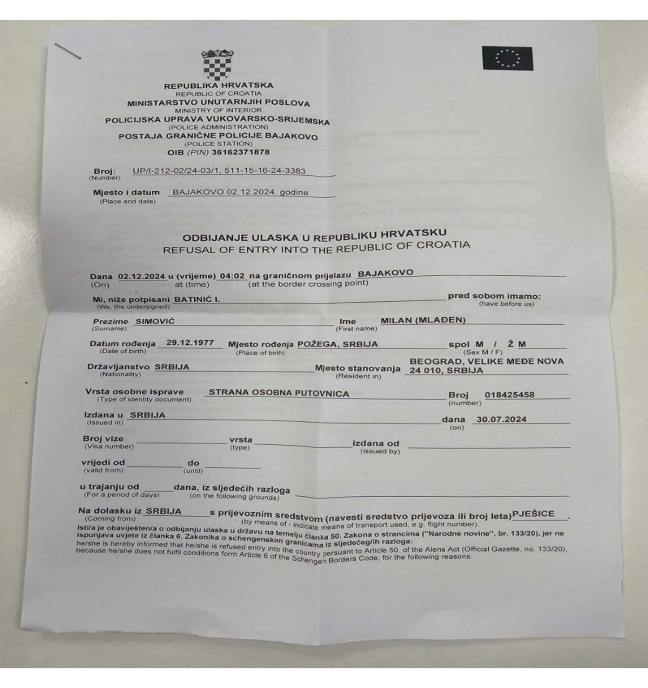 REPUBLIKA HRVATSKA
REPUBLIC OF CROATIA
MINISTARSTVO UNUTARNJIH POSLOVA
MINISTRY OF INTERIOR
POLICIJSKA UPRAVA VUKOVARSKO-SRIJEMSKA
(POLICE ADMINISTRATION)
POSTAJA GRANIČNE POLICIJE BAJAKOVO
(POLICE STATION)
OIB (PIN) 36162371878
Broj: UP/I-212-02/24-03/1, 511-15-16-24-3383
(Number)
Mjesto i datum BAJAKOVO 02.12.2024. godine
(Place and date)
ODBIJANJE ULASKA U REPUBLIKU HRVATSKU
REFUSAL OF ENTRY INTO THE REPUBLIC OF CROATIA
Dana 02.12.2024 u (vrijeme) 04:02 na graničnom prijelazu BAJAKOVO
(On) at (time) (at the border crossing point)
Mi, niže potpisani BATINIĆ I. pred sobom imamo:
(We, the undersigned) (have before us)
Prezime SIMOVIĆ Ime MILAN (MLAĐEN)
(Surname) (First name)
Datum rođenja 29.12.1977 Mjesto rođenja POŽEGA, SRBIJA spol M / Ž M
(Date of birth) (Place of birth) (Sex M / F)
Državljanstvo SRBIJA Mjesto stanovanja BEOGRAD, VELIKE MEĐE NOVA 24 010, SRBIJA
(Nationality) (Resident in)
Vrsta osobne isprave STRANA OSOBNA PUTOVNICA Broj 018425458
(Type of identity document) (number)
Izdana u SRBIJA dana 30.07.2024
(Issued in) (on)
Broj vize vrsta izdana od
(Visa number) (type) (issued by)
vrijedi od do
(valid from) (until)
u trajanju od dana, iz sljedećih razloga
(For a period of days) (on the following grounds)
Na dolasku iz SRBIJA s prijevoznim sredstvom (navesti sredstvo prijevoza ili broj leta) PJEŠICE .
(Coming from) (by means of - indicate means of transport used, e.g. flight number).
Isti/a je obaviješten/a o odbijanju ulaska u državu na temelju članka 50. Zakona o strancima ("Narodne novine", br. 133/20), jer ne
ispunjava uvjete iz članka 6. Zakonika o schengenskim granicama iz sljedećeg/ih razloga:
he/she is hereby informed that he/she is refused entry into the country persuant to Article 50. of the Alens Act (Official Gazette, no. 133/20),
because he/she does not fulfil conditions form Article 6 of the Schengen Borders Code, for the following reasons: